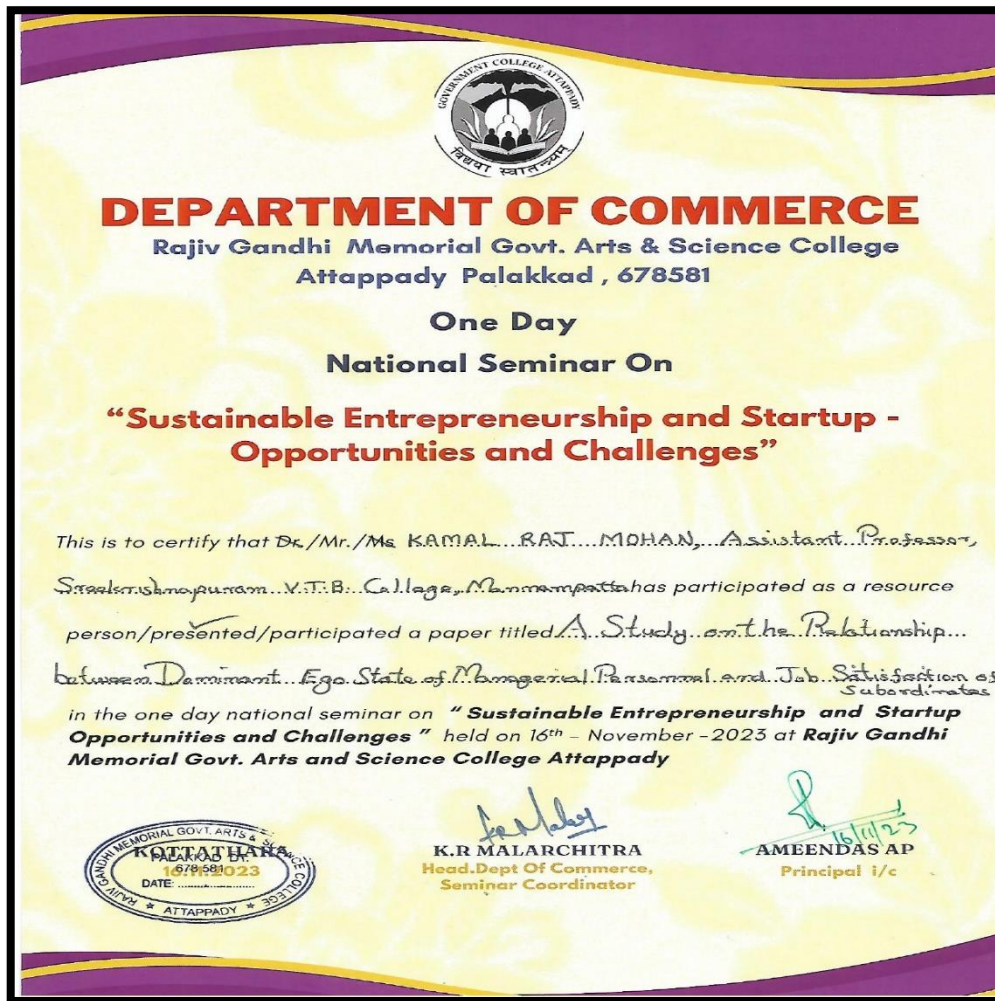 GOVERNMENT COLLEGE ATTAPPADY
विद्यया स्वातन्त्र्यम्
DEPARTMENT OF COMMERCE
Rajiv Gandhi Memorial Govt. Arts & Science College
Attappady Palakkad , 678581
One Day
National Seminar On
“Sustainable Entrepreneurship and Startup -
Opportunities and Challenges”
This is to certify that Dr./Mr./Ms KAMAL RAJ MOHAN, Assistant Professor,
Sreekrishnapuram V.T.B. College, Mannampatta has participated as a resource
person/presented/participated a paper titled A Study on the Relationship
between Dominant Ego State of Managerial Personnel and Job Satisfaction of
Subordinates
in the one day national seminar on “ Sustainable Entrepreneurship and Startup
Opportunities and Challenges ” held on 16th - November -2023 at Rajiv Gandhi
Memorial Govt. Arts and Science College Attappady
RAJIV GANDHI MEMORIAL GOVT. ARTS & SCIENCE COLLEGE
KOTTATHARA
PALAKKAD DT.
678 581
16.11.2023
DATE:
★ ATTAPPADY ★
K.R MALARCHITRA
Head.Dept Of Commerce,
Seminar Coordinator
16/11/23
AMEENDAS AP
Principal i/c